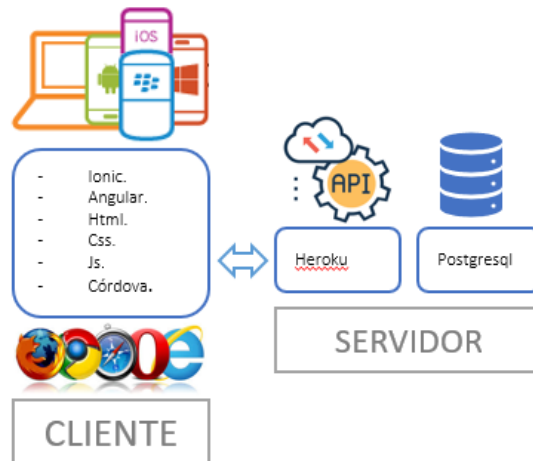 iOS
- Ionic.
- Angular.
- Html.
- Css.
- Js.
- Córdova.
API
Heroku
Postgresql
SERVIDOR
CLIENTE